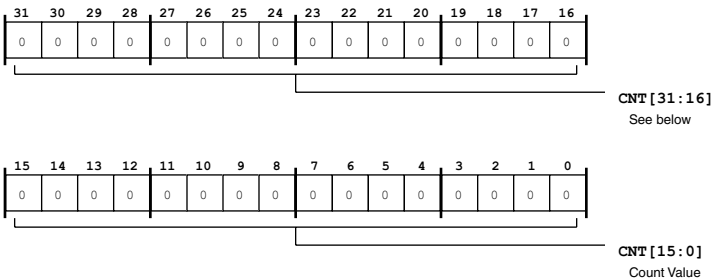 31 30 29 28 27 26 25 24 23 22 21 20 19 18 17 16
0 0 0 0 0 0 0 0 0 0 0 0 0 0 0 0
CNT[31:16]
See below
15 14 13 12 11 10 9 8 7 6 5 4 3 2 1 0
0 0 0 0 0 0 0 0 0 0 0 0 0 0 0 0
CNT[15:0]
Count Value